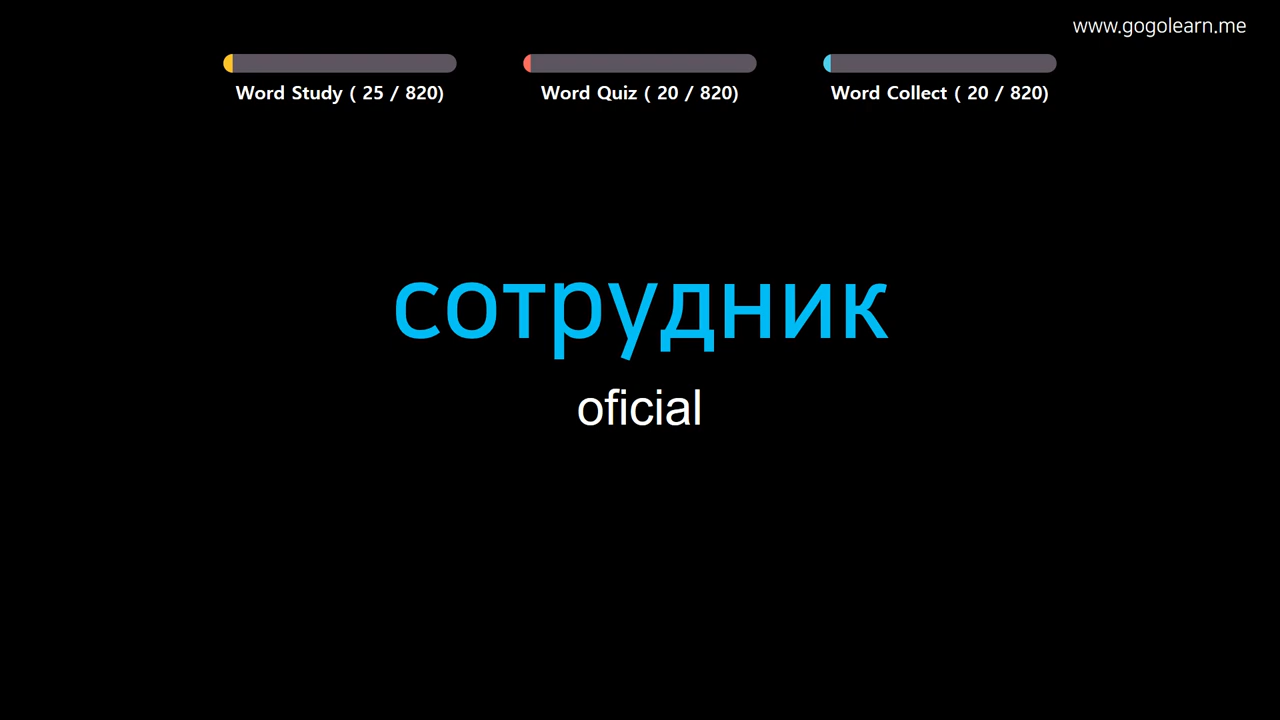 www.gogolearn.me
Word Study ( 25 / 820)
Word Quiz ( 20 / 820)
Word Collect ( 20 / 820)
сотрудник
oficial